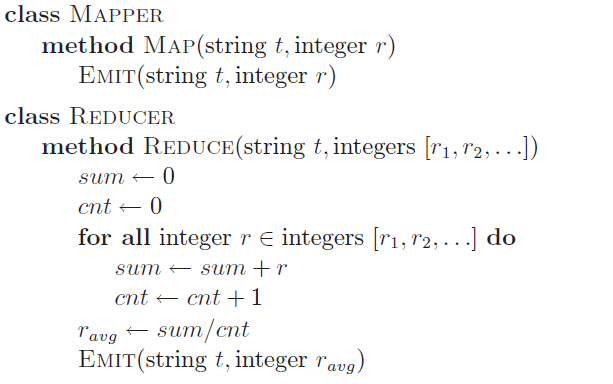 class Mapper
method Map(string t, integer r)
Emit(string t, integer r)
class Reducer
method Reduce(string t, integers [r₁, r₂, . . .])
sum ← 0
cnt ← 0
for all integer r ∈ integers [r₁, r₂, . . .] do
sum ← sum + r
cnt ← cnt + 1
r_avg ← sum/cnt
Emit(string t, integer r_avg)